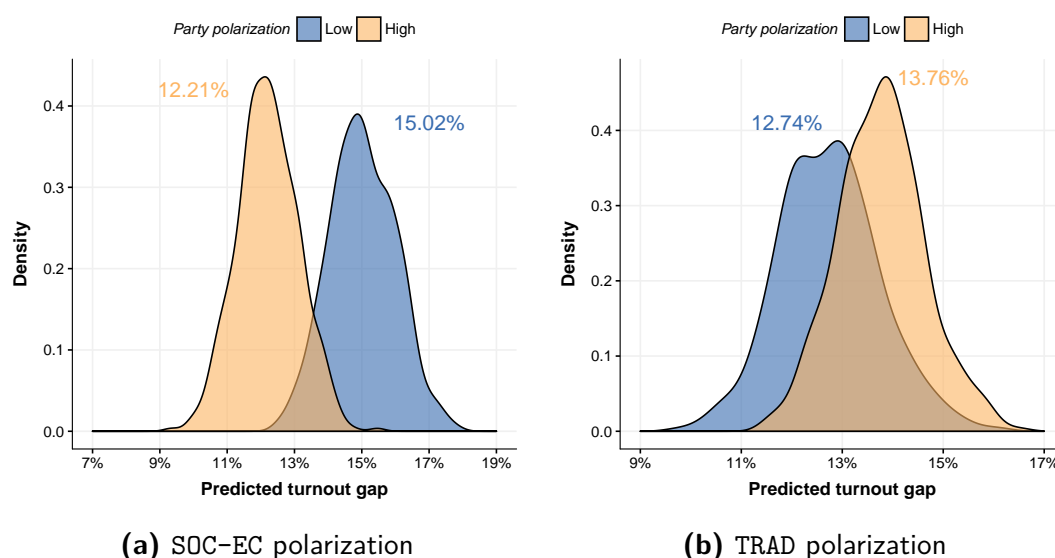 Party polarization Low High
12.21%
15.02%
0.4
0.3
0.2
0.1
0.0
Density
7% 9% 11% 13% 15% 17% 19%
Predicted turnout gap
(a) SOC-EC polarization
Party polarization Low High
13.76%
12.74%
0.4
0.3
0.2
0.1
0.0
Density
9% 11% 13% 15% 17%
Predicted turnout gap
(b) TRAD polarization